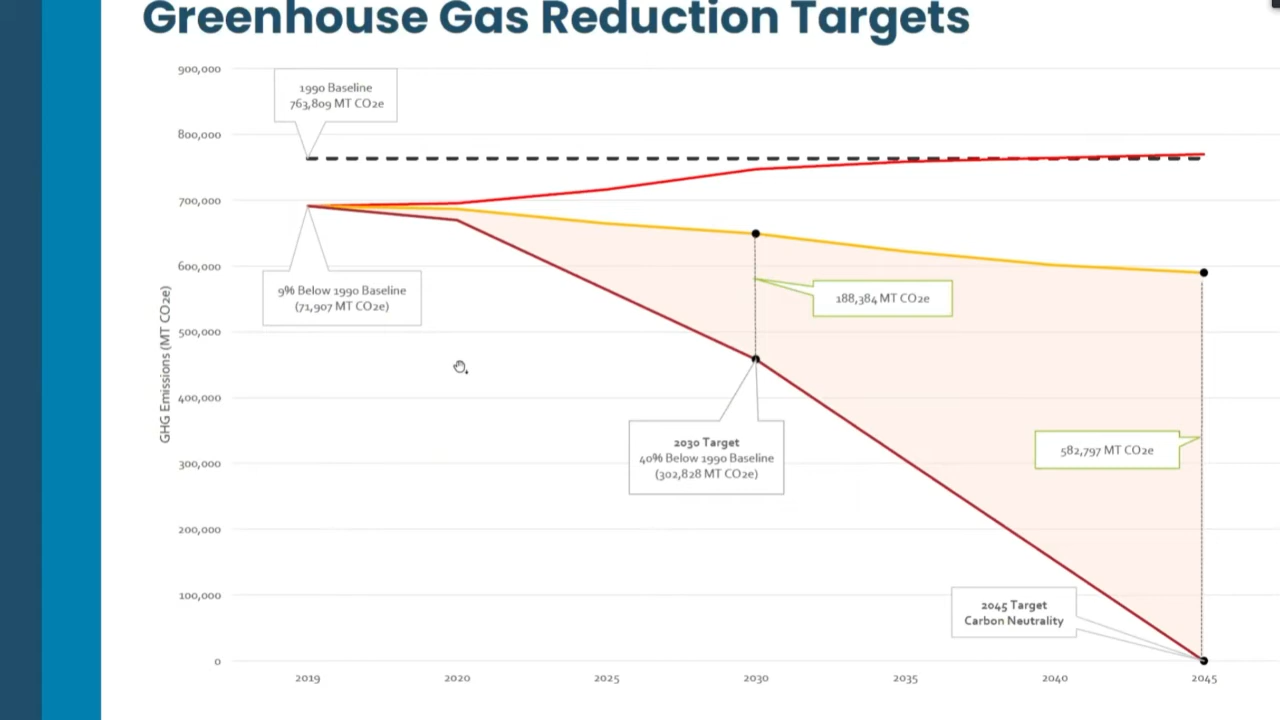 Greenhouse Gas Reduction Targets
900,000
1990 Baseline
763,809 MT CO2e
800,000
700,000
600,000
9% Below 1990 Baseline
(71,907 MT CO2e)
188,384 MT CO2e
500,000
GHG Emissions (MT CO2e)
400,000
2030 Target
40% Below 1990 Baseline
(302,828 MT CO2e)
582,797 MT CO2e
300,000
200,000
100,000
2045 Target
Carbon Neutrality
0
2019 2020 2025 2030 2035 2040 2045